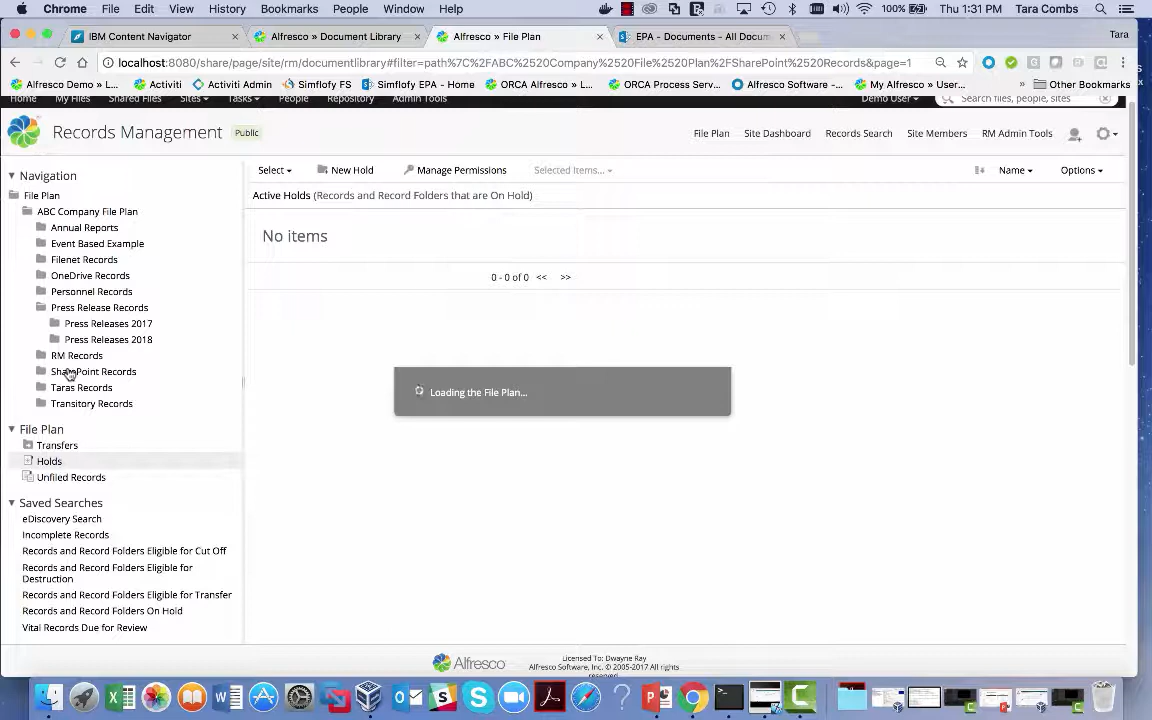 Chrome File Edit View History Bookmarks People Window Help 100% Thu 1:31 PM Tara Combs
IBM Content Navigator × Alfresco » Document Library × Alfresco » File Plan × EPA - Documents - All Docum × Tara
localhost:8080/share/page/site/rm/documentlibrary#filter=path%7C%2FABC%2520Company%2520File%2520Plan%2FSharePoint%2520Records&page=1
Alfresco Demo » L... Activiti Activiti Admin Simflofy FS Simflofy EPA - Home ORCA Alfresco » L... ORCA Process Serv... Alfresco Software -... My Alfresco » User... » Other Bookmarks
Home My Files Shared Files Sites Tasks People Repository Admin Tools Demo User Search files, people, sites
Records Management Public File Plan Site Dashboard Records Search Site Members RM Admin Tools
Navigation
File Plan
ABC Company File Plan
Annual Reports
Event Based Example
Filenet Records
OneDrive Records
Personnel Records
Press Release Records
Press Releases 2017
Press Releases 2018
RM Records
SharePoint Records
Taras Records
Transitory Records
File Plan
Transfers
Holds
Unfiled Records
Saved Searches
eDiscovery Search
Incomplete Records
Records and Record Folders Eligible for Cut Off
Records and Record Folders Eligible for
Destruction
Records and Record Folders Eligible for Transfer
Records and Record Folders On Hold
Vital Records Due for Review
Select New Hold Manage Permissions Selected Items... Name Options
Active Holds (Records and Record Folders that are On Hold)
No items
0 - 0 of 0 << >>
Loading the File Plan...
Alfresco
Licensed To: Dwayne Ray
Alfresco Software, Inc. © 2005-2017 All rights
reserved.